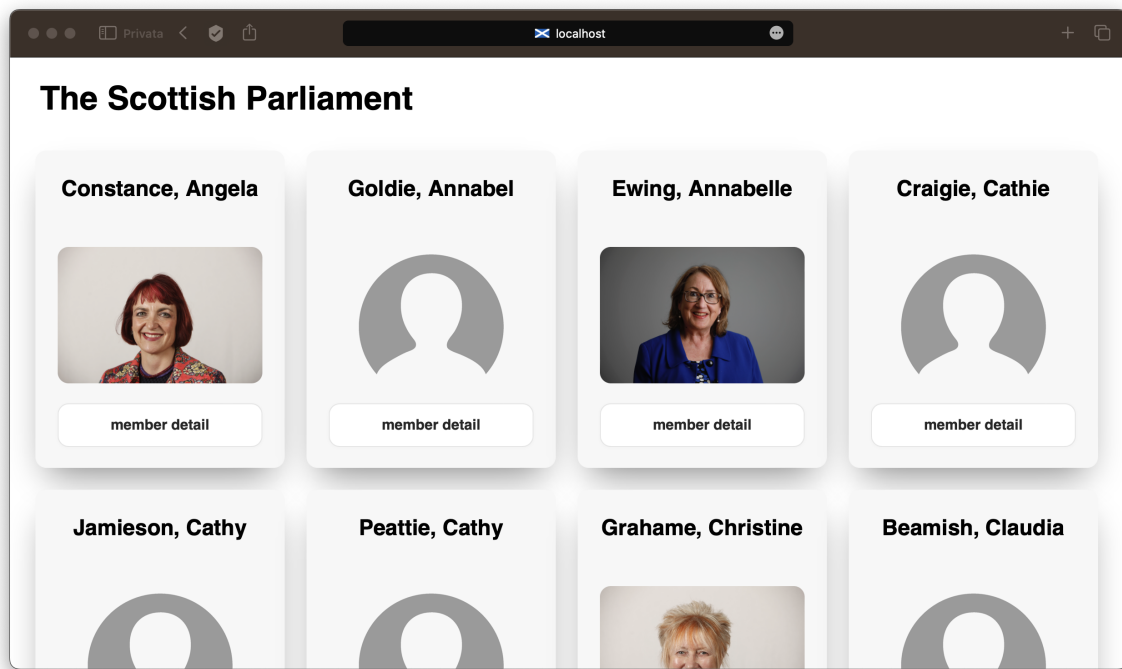 Privata
localhost
The Scottish Parliament
Constance, Angela
Goldie, Annabel
Ewing, Annabelle
Craigie, Cathie
member detail
member detail
member detail
member detail
Jamieson, Cathy
Peattie, Cathy
Grahame, Christine
Beamish, Claudia